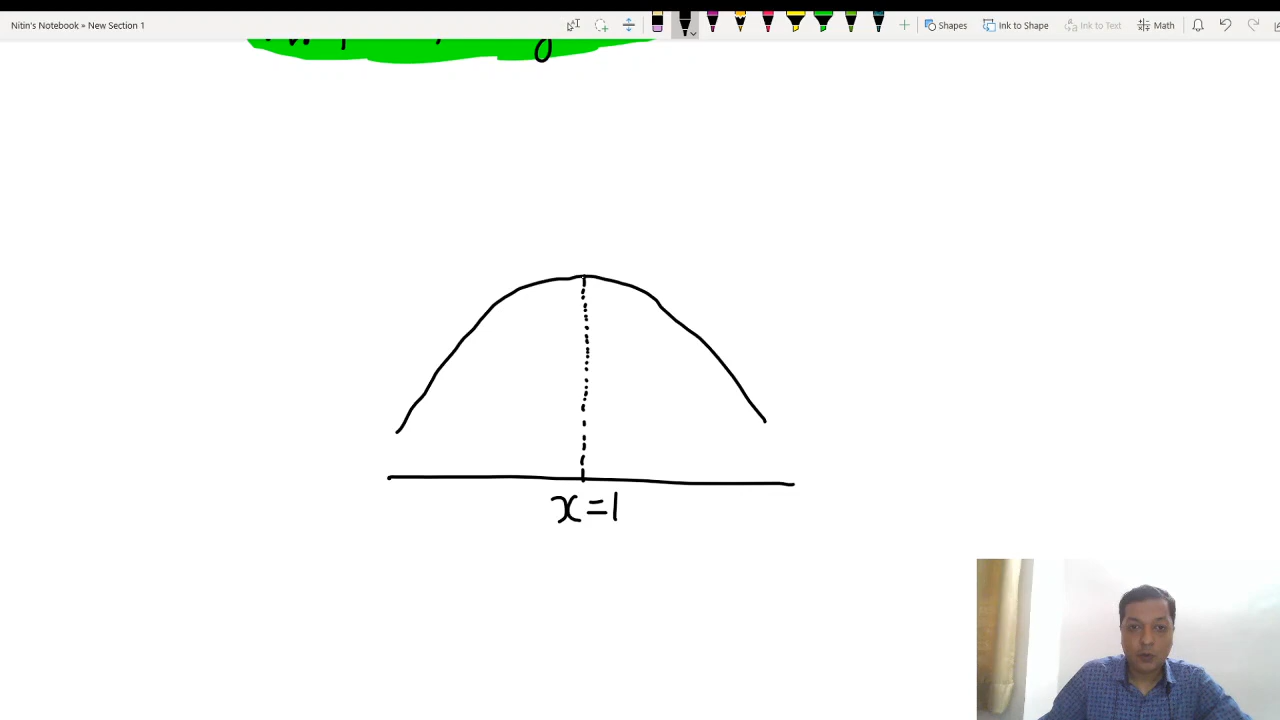 Nitin's Notebook » New Section 1
Shapes
Ink to Shape
Ink to Text
Math
x=1